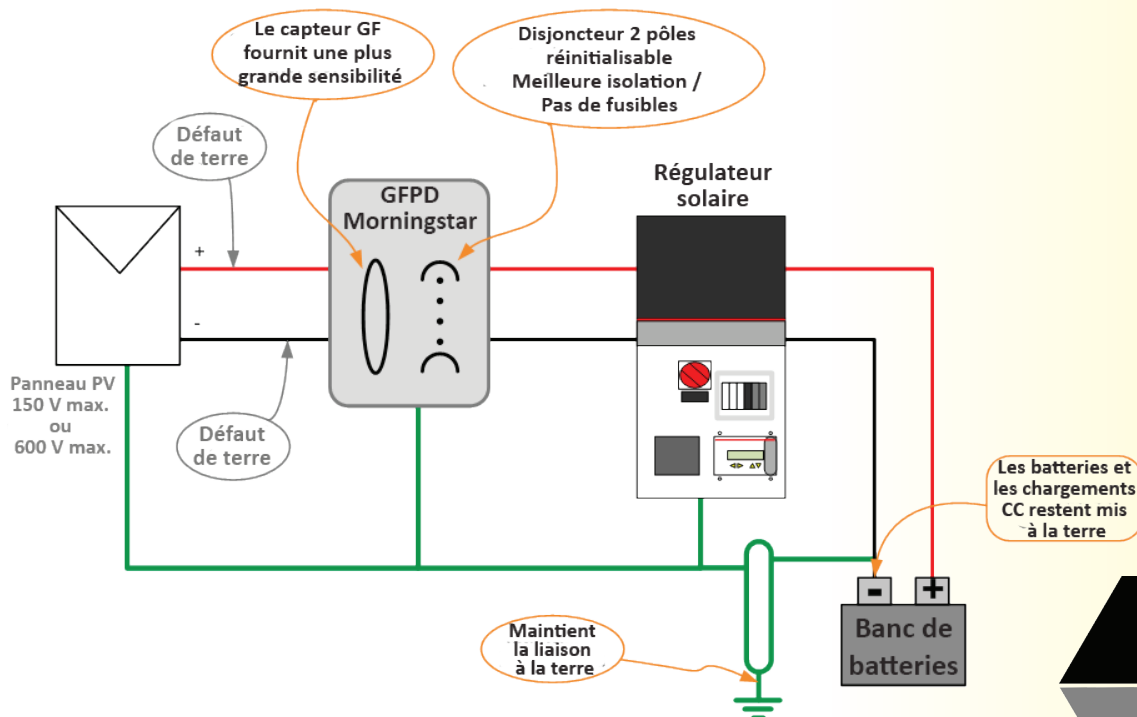 Le capteur GF
fournit une plus
grande sensibilité
Disjoncteur 2 pôles
réinitialisable
Meílleure isolation /
Pas de fusibles
Défaut
de terre
GFPD
Morningstar
Régulateur
solaire
+
-
Panneau PV
150 V max.
ou
600 V max.
Défaut
de terre
Les batteries et
les chargements
CC restent mis
à la terre
Maintient
la liaison
à la terre
- +
Banc de
batteries